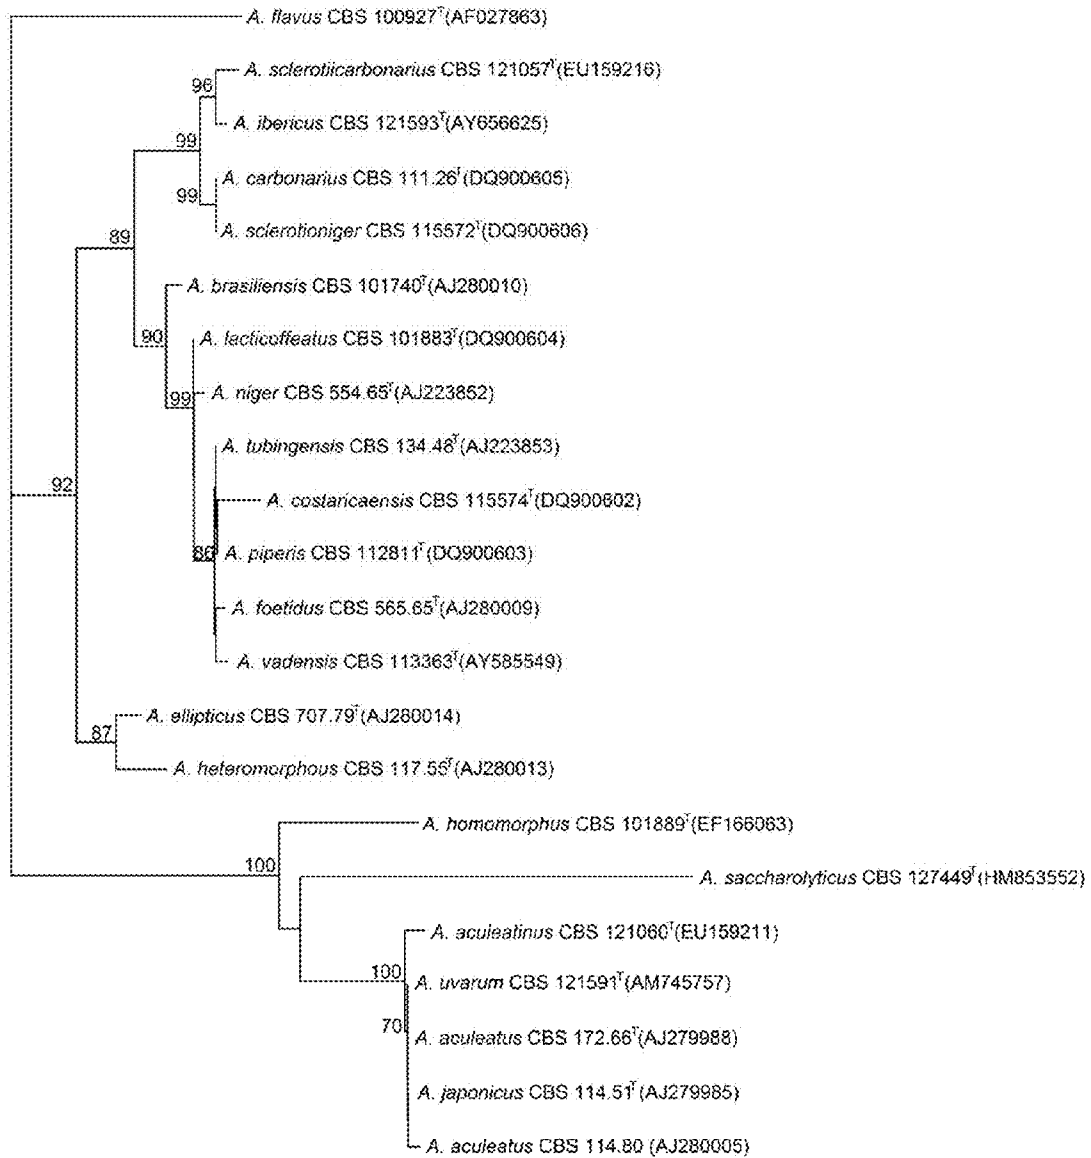 A. flavus CBS 100927T(AF027863)
A. sclerotiicarbonarius CBS 121057T(EU159216)
96
A. ibericus CBS 121593T(AY656625)
99
A. carbonarius CBS 111.26T(DQ900605)
99
A. sclerotioniger CBS 115572T(DQ900606)
89
A. brasiliensis CBS 101740T(AJ280010)
90
A. lacticoffeatus CBS 101883T(DQ900604)
A. niger CBS 554.65T(AJ223852)
99
A. tubingensis CBS 134.48T(AJ223853)
92
A. costaricaensis CBS 115574T(DQ900602)
86
A. piperis CBS 112811T(DQ900603)
A. foetidus CBS 565.65T(AJ280009)
A. vadensis CBS 113363T(AY585549)
A. ellipticus CBS 707.79T(AJ280014)
87
A. heteromorphous CBS 117.55T(AJ280013)
A. homomorphus CBS 101889T(EF166063)
100
A. saccharolyticus CBS 127449T(HM853552)
A. aculeatinus CBS 121060T(EU159211)
100
A. uvarum CBS 121591T(AM745757)
70
A. aculeatus CBS 172.66T(AJ279988)
A. japonicus CBS 114.51T(AJ279985)
A. aculeatus CBS 114.80 (AJ280005)